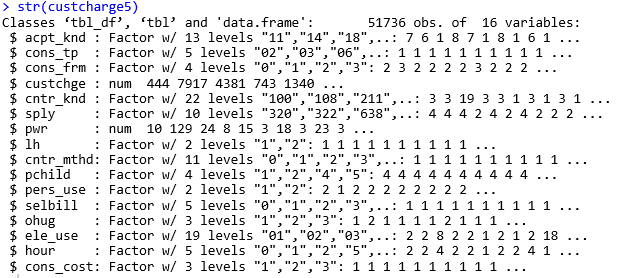 > str(custcharge5)
Classes ‘tbl_df’, ‘tbl’ and 'data.frame': 51736 obs. of 16 variables:
$ acpt_knd : Factor w/ 13 levels "11","14","18",..: 7 6 1 8 7 1 8 1 6 1 ...
$ cons_tp : Factor w/ 5 levels "02","03","06",..: 1 1 1 1 1 1 1 1 1 1 ...
$ cons_frm : Factor w/ 4 levels "0","1","2","3": 2 3 2 2 2 2 3 2 2 2 ...
$ custchge : num 444 7917 4381 743 1340 ...
$ cntr_knd : Factor w/ 22 levels "100","108","211",..: 3 3 19 3 3 1 3 1 3 1 ...
$ sply : Factor w/ 10 levels "320","322","638",..: 4 4 4 2 4 2 4 2 2 2 ...
$ pwr : num 10 129 24 8 15 3 18 3 23 3 ...
$ lh : Factor w/ 2 levels "1","2": 1 1 1 1 1 1 1 1 1 1 ...
$ cntr_mthd: Factor w/ 11 levels "0","1","2","3",..: 1 1 1 1 1 1 1 1 1 1 ...
$ pchild : Factor w/ 4 levels "1","2","4","5": 4 4 4 4 4 4 4 4 4 4 ...
$ pers_use : Factor w/ 2 levels "1","2": 2 1 2 2 2 2 2 2 2 2 ...
$ selbill : Factor w/ 5 levels "0","1","2","3",..: 1 1 1 1 1 1 1 1 1 1 ...
$ ohug : Factor w/ 3 levels "1","2","3": 1 2 1 1 1 1 2 1 1 1 ...
$ ele_use : Factor w/ 19 levels "01","02","03",..: 2 2 8 2 2 1 2 1 2 18 ...
$ hour : Factor w/ 5 levels "0","1","2","5",..: 2 2 4 2 2 1 2 2 4 1 ...
$ cons_cost: Factor w/ 3 levels "1","2","3": 1 1 1 1 1 1 1 1 1 1 ...